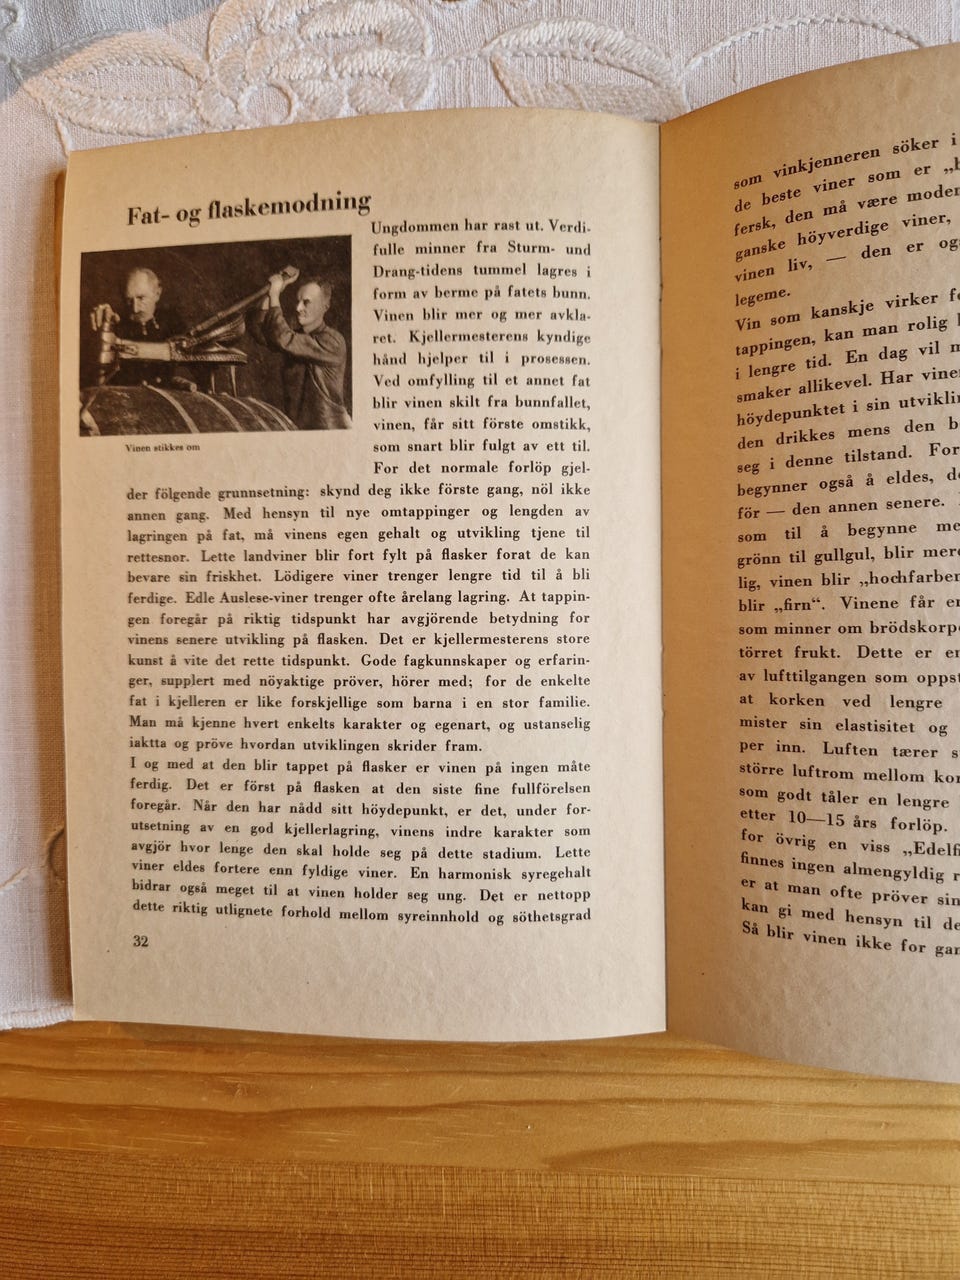 Fat- og flaskemodning
Ungdommen har rast ut. Verdi-
fulle minner fra Sturm- und
Drang-tidens tummel lagres i
form av berme på fatets bunn.
Vinen blir mer og mer avkla-
ret. Kjellermesterens kyndige
hånd hjelper til i prosessen.
Ved omfylling til et annet fat
blir vinen skilt fra bunnfallet,
vinen, får sitt förste omstikk,
som snart blir fulgt av ett til.
For det normale forlöp gjel-
Vinen stikkes om
der fölgende grunnsetning: skynd deg ikke förste gang, nöl ikke
annen gang. Med hensyn til nye omtappinger og lengden av
lagringen på fat, må vinens egen gehalt og utvikling tjene til
rettesnor. Lette landviner blir fort fylt på flasker forat de kan
bevare sin friskhet. Lödigere viner trenger lengre tid til å bli
ferdige. Edle Auslese-viner trenger ofte årelang lagring. At tappin-
gen foregår på riktig tidspunkt har avgjörende betydning for
vinens senere utvikling på flasken. Det er kjellermesterens store
kunst å vite det rette tidspunkt. Gode fagkunnskaper og erfarin-
ger, supplert med nöyaktige pröver, hörer med; for de enkelte
fat i kjelleren er like forskjellige som barna i en stor familie.
Man må kjenne hvert enkelts karakter og egenart, og ustanselig
iaktta og pröve hvordan utviklingen skrider fram.
I og med at den blir tappet på flasker er vinen på ingen måte
ferdig. Det er först på flasken at den siste fine fullförelsen
foregår. Når den har nådd sitt höydepunkt, er det, under for-
utsetning av en god kjellerlagring, vinens indre karakter som
avgjör hvor lenge den skal holde seg på dette stadium. Lette
viner eldes fortere enn fyldige viner. En harmonisk syregehalt
bidrar også meget til at vinen holder seg ung. Det er nettopp
dette riktig utlignete forhold mellom syreinnhold og söthetsgrad
32
som vinkjenneren söker i
de beste viner som er
fersk, den må være
ganske höyverdige viner,
vinen liv, — den er
legeme.
Vin som kanskje virker
tappingen, kan man rolig
i lengre tid. En dag vil
smaker allikevel. Har
höydepunktet i sin
den drikkes mens den
seg i denne tilstand.
begynner også å eldes,
för — den annen senere.
som til å begynne
grönn til gullgul, blir
lig, vinen blir
blir „firn“. Vinene får
som minner om
törret frukt. Dette er
av lufttilgangen som
at korken ved lengre
mister sin elastisitet og
per inn. Luften tærer
större luftrom mellom
som godt tåler en lengre
etter 10—15 års forlöp.
for övrig en viss
finnes ingen almengyldig
er at man ofte pröver
kan gi med hensyn til
Så blir vinen ikke for